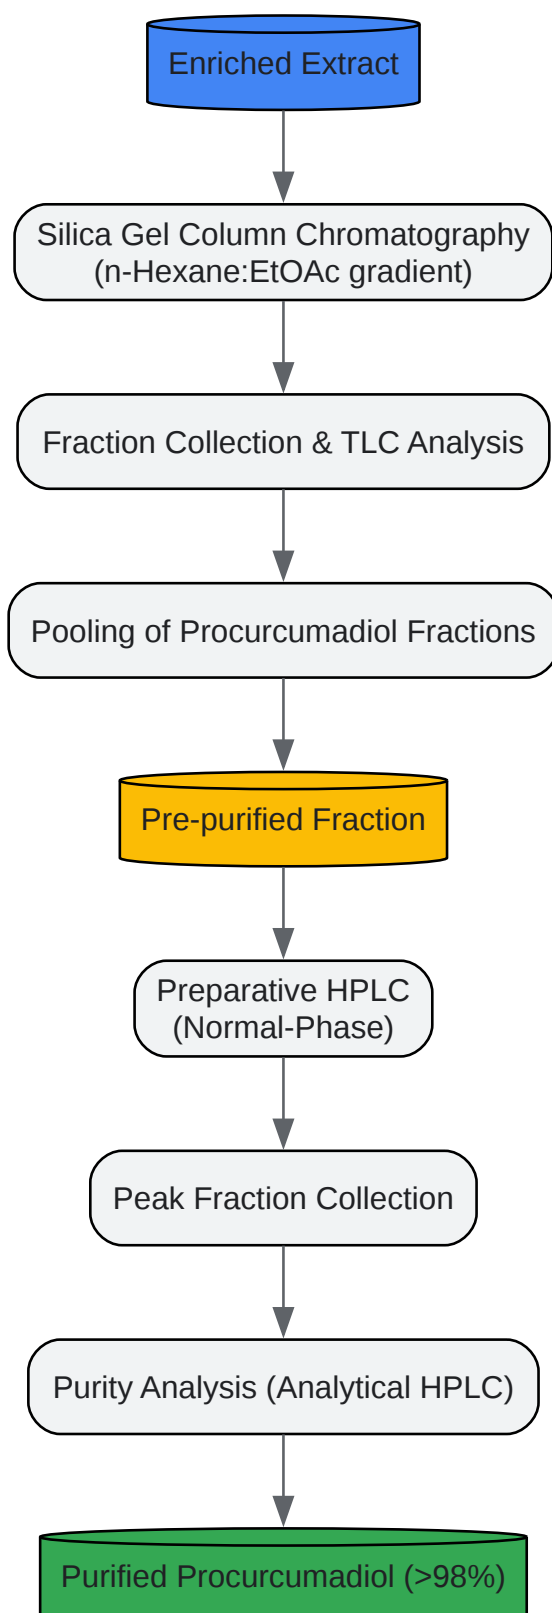 Enriched Extract
Silica Gel Column Chromatography
(n-Hexane:EtOAc gradient)
Fraction Collection & TLC Analysis
Pooling of Procurcumadiol Fractions
Pre-purified Fraction
Preparative HPLC
(Normal-Phase)
Peak Fraction Collection
Purity Analysis (Analytical HPLC)
Purified Procurcumadiol (>98%)